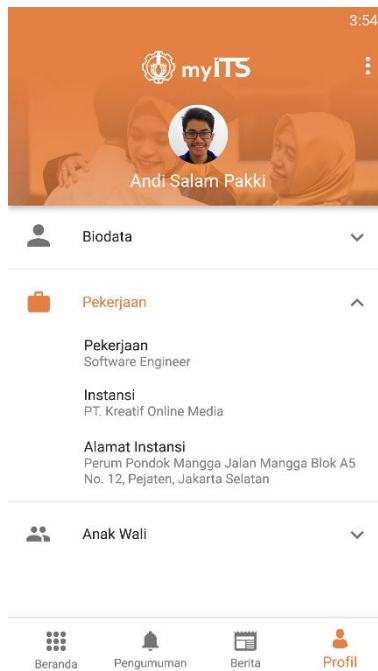 3:54
myITS
Andi Salam Pakki
Biodata
Pekerjaan
Pekerjaan
Software Engineer
Instansi
PT. Kreatif Online Media
Alamat Instansi
Perum Pondok Mangga Jalan Mangga Blok A5
No. 12, Pejaten, Jakarta Selatan
Anak Wali
Beranda
Pengumuman
Berita
Profil